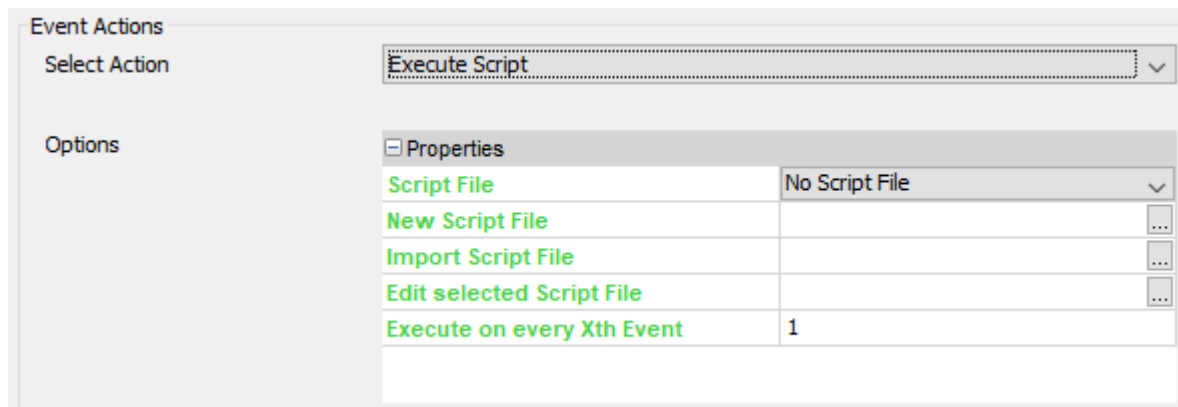 Event Actions
Select Action Execute Script
Options Properties
Script File No Script File
New Script File ...
Import Script File ...
Edit selected Script File ...
Execute on every Xth Event 1